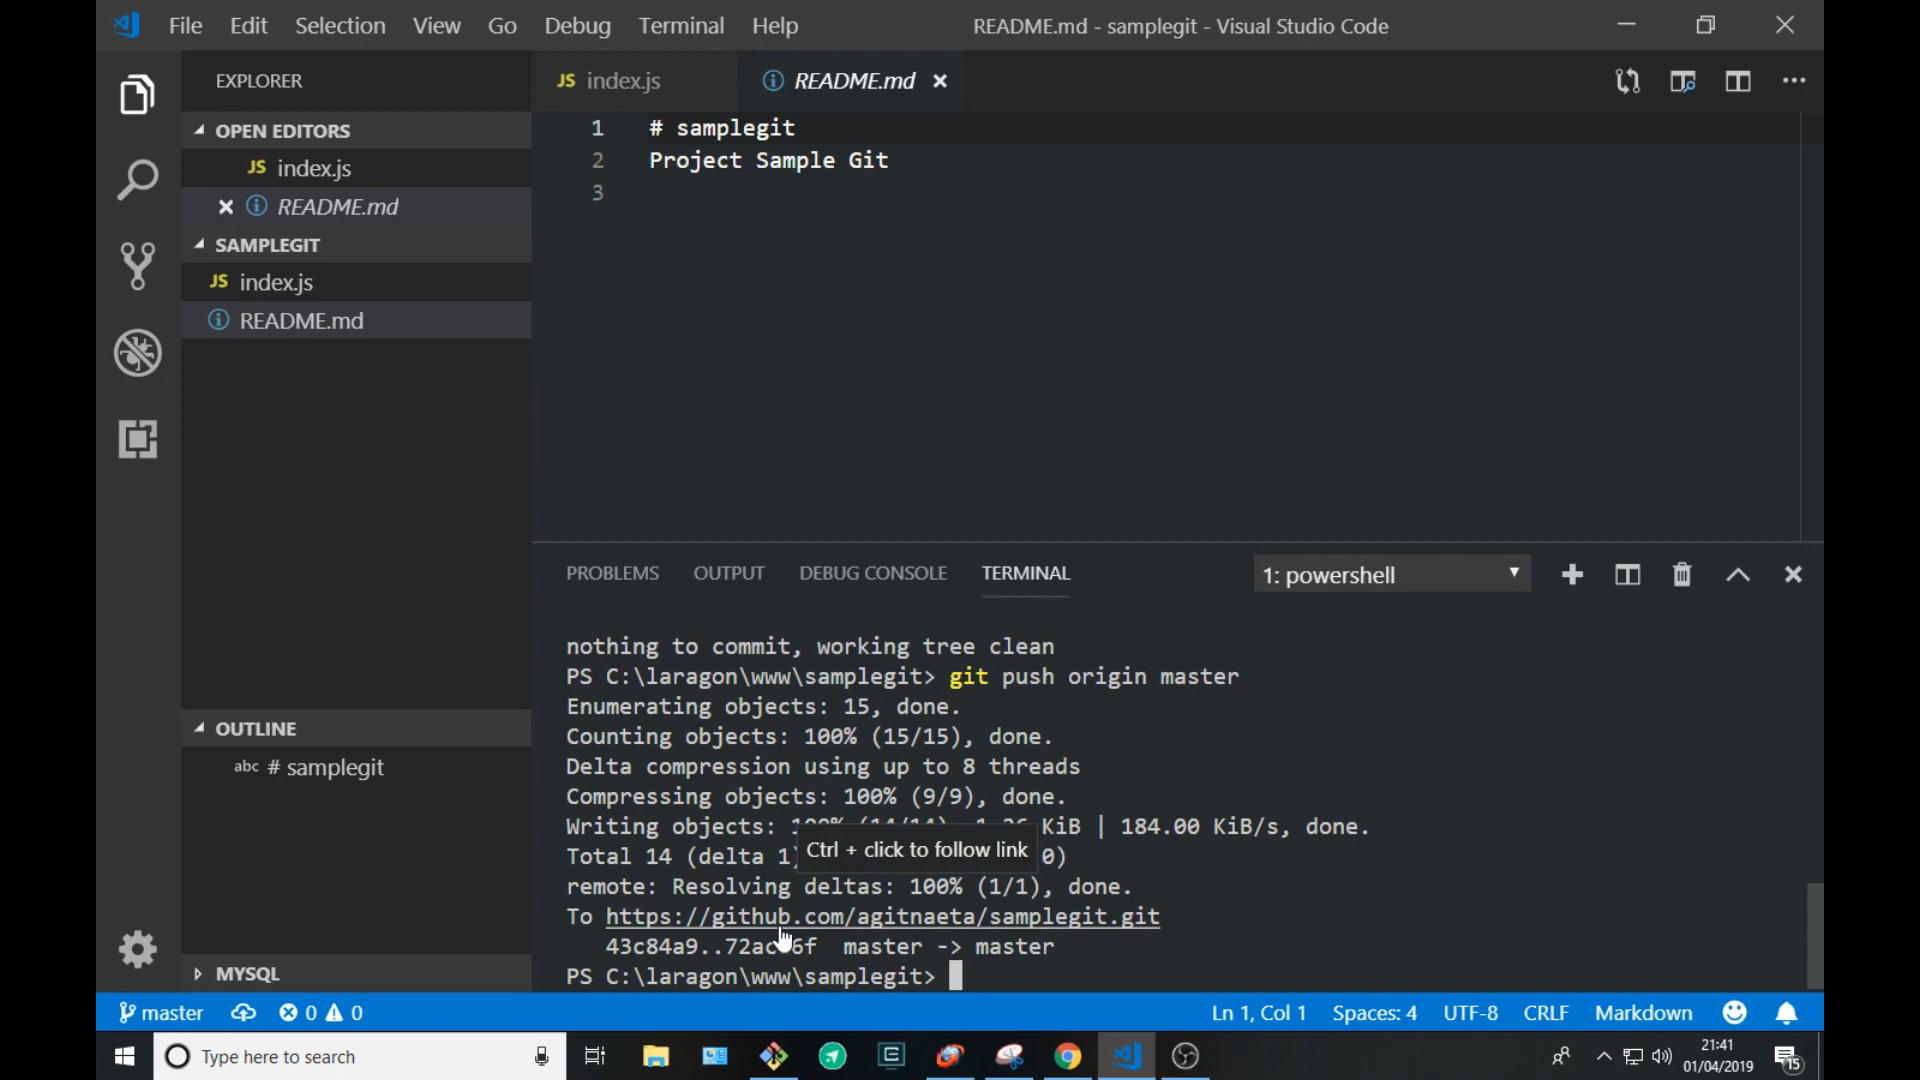 File Edit Selection View Go Debug Terminal Help README.md - samplegit - Visual Studio Code
EXPLORER
OPEN EDITORS
JS index.js
README.md
SAMPLEGIT
JS index.js
README.md
OUTLINE
abc # samplegit
MYSQL
JS index.js README.md
1 # samplegit
2 Project Sample Git
3
PROBLEMS OUTPUT DEBUG CONSOLE TERMINAL 1: powershell
nothing to commit, working tree clean
PS C:\laragon\www\samplegit> git push origin master
Enumerating objects: 15, done.
Counting objects: 100% (15/15), done.
Delta compression using up to 8 threads
Compressing objects: 100% (9/9), done.
Writing objects: KiB | 184.00 KiB/s, done.
Total 14 (delta 1) 0)
Ctrl + click to follow link
remote: Resolving deltas: 100% (1/1), done.
To https://github.com/agitnaeta/samplegit.git
43c84a9..72ac 6f master -> master
PS C:\laragon\www\samplegit>
master 0 0 Ln 1, Col 1 Spaces: 4 UTF-8 CRLF Markdown
Type here to search
21:41
01/04/2019
15